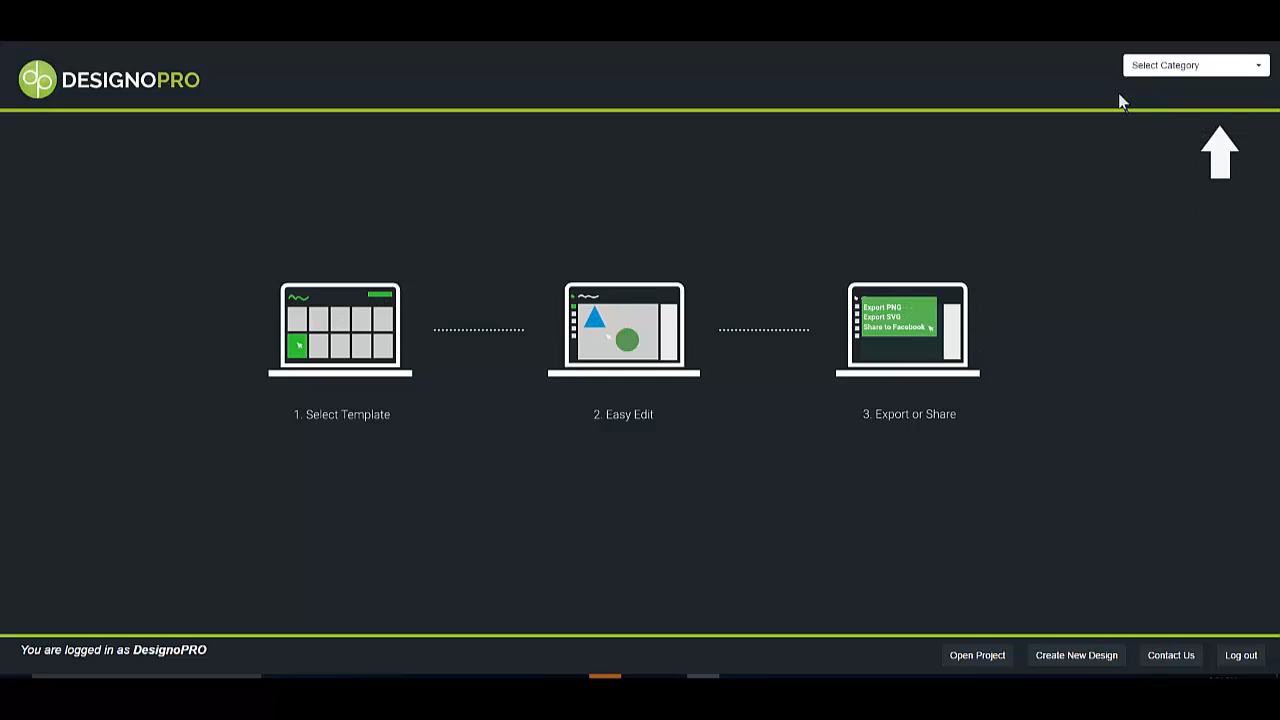 dp DESIGNOPRO
Select Category
Export PNG
Export SVG
Share to Facebook
1. Select Template
2. Easy Edit
3. Export or Share
You are logged in as DesignoPRO
Open Project
Create New Design
Contact Us
Log out